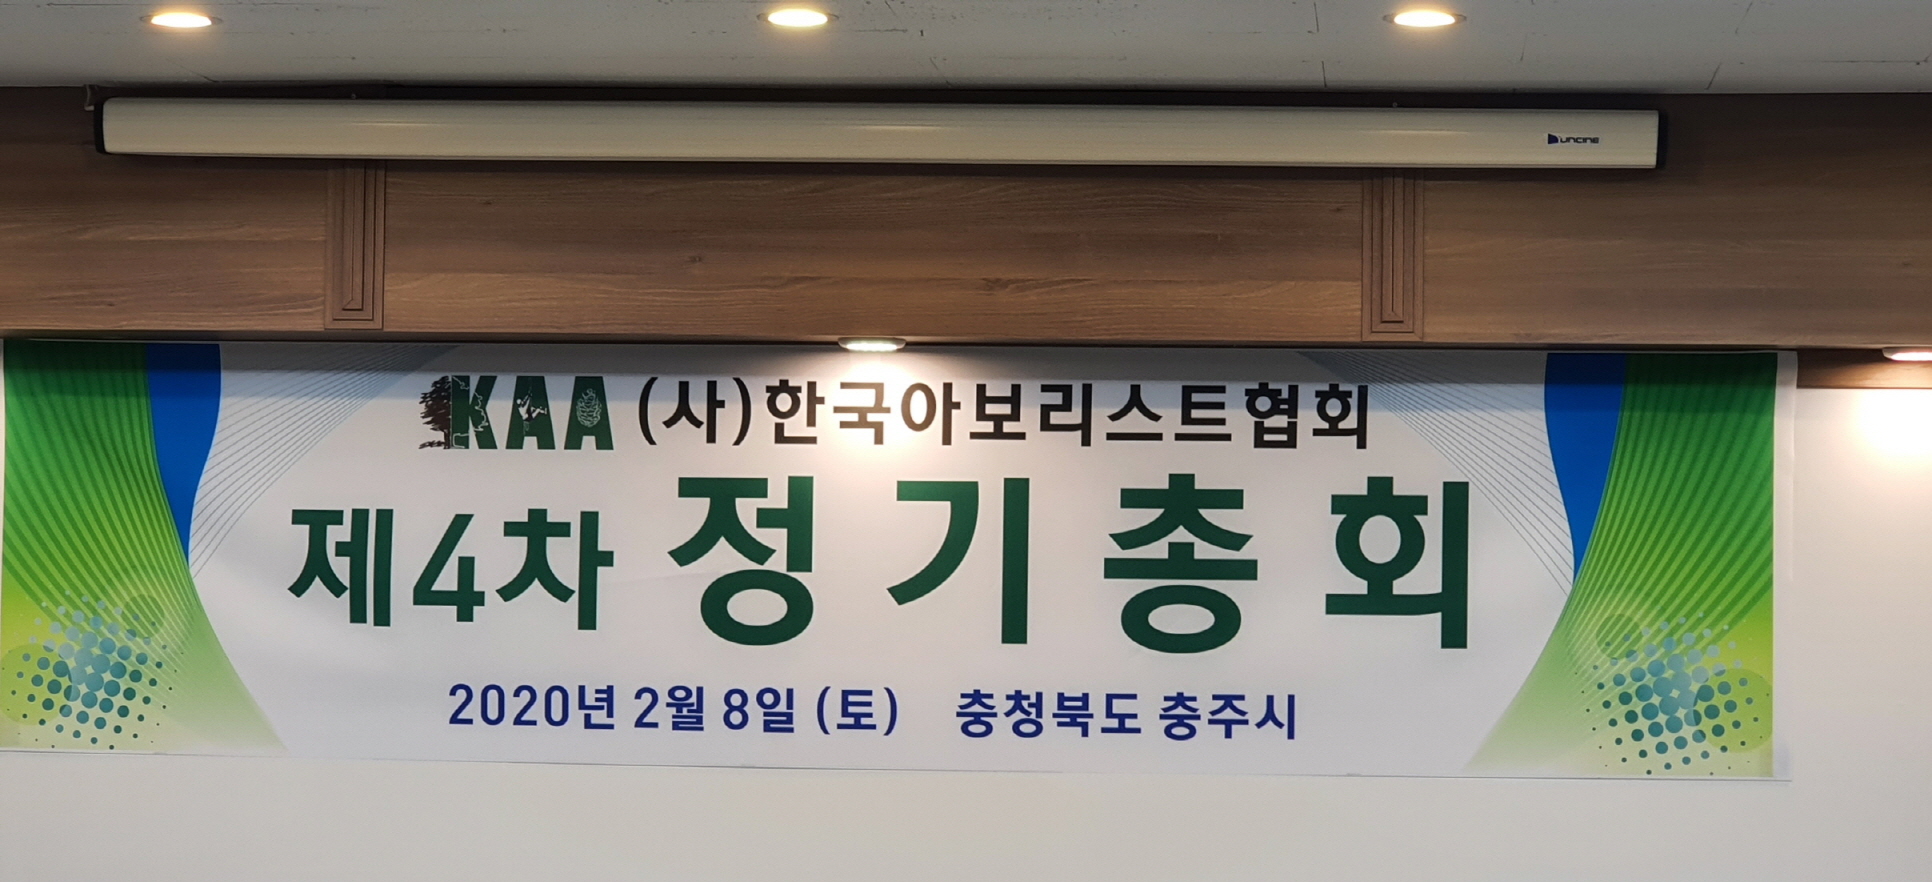 UNCINE
KAA (사)한국아보리스트협회
제4차 정기총회
2020년 2월 8일 (토) 충청북도 충주시